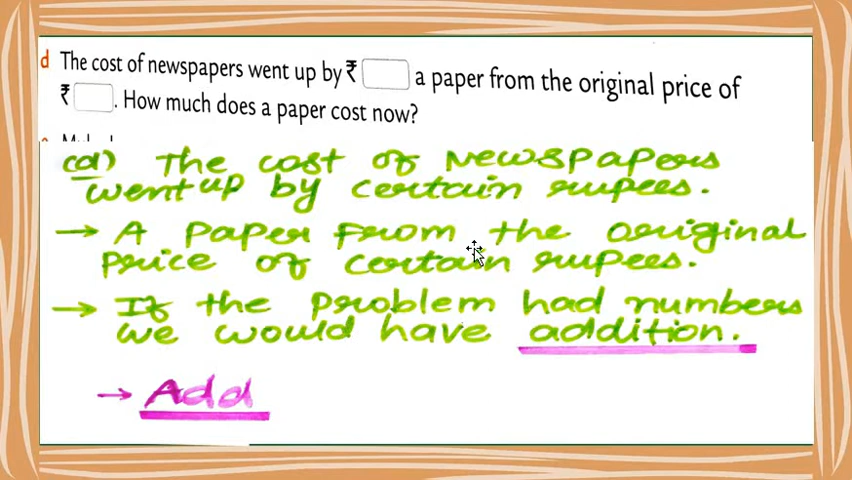 d The cost of newspapers went up by ₹ a paper from the original price of
₹ . How much does a paper cost now?
(d) The cost of Newspapers
went up by certain rupees.
→ A paper from the original
price of certain rupees.
→ If the problem had numbers
we would have addition.
→ Add